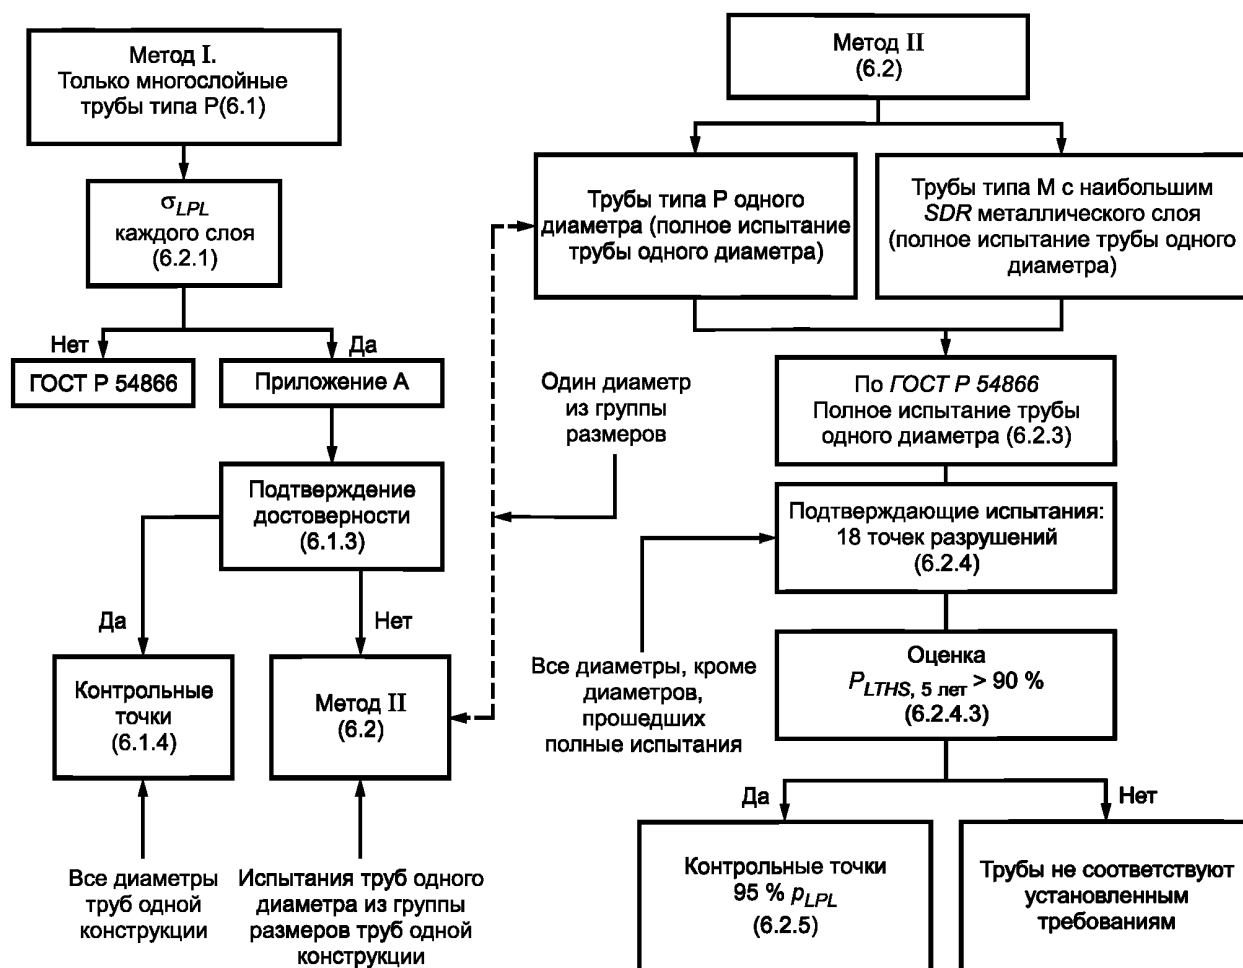 Метод I.
Только многослойные
трубы типа Р(6.1)
σLPL
каждого слоя
(6.2.1)
Нет
Да
ГОСТ Р 54866
Приложение А
Подтверждение
достоверности
(6.1.3)
Да
Нет
Контрольные
точки
(6.1.4)
Метод II
(6.2)
Все диаметры
труб одной
конструкции
Испытания труб одного
диаметра из группы
размеров труб одной
конструкции
Один диаметр
из группы
размеров
Все диаметры, кроме
диаметров,
прошедших
полные испытания
Метод II
(6.2)
Трубы типа Р одного
диаметра (полное испытание
трубы одного диаметра)
Трубы типа М с наибольшим
SDR металлического слоя
(полное испытание трубы одного
диаметра)
По ГОСТ Р 54866
Полное испытание трубы
одного диаметра (6.2.3)
Подтверждающие испытания:
18 точек разрушений
(6.2.4)
Оценка
PLTHS, 5 лет > 90 %
(6.2.4.3)
Да
Нет
Контрольные точки
95 % pLPL
(6.2.5)
Трубы не соответствуют
установленным
требованиям